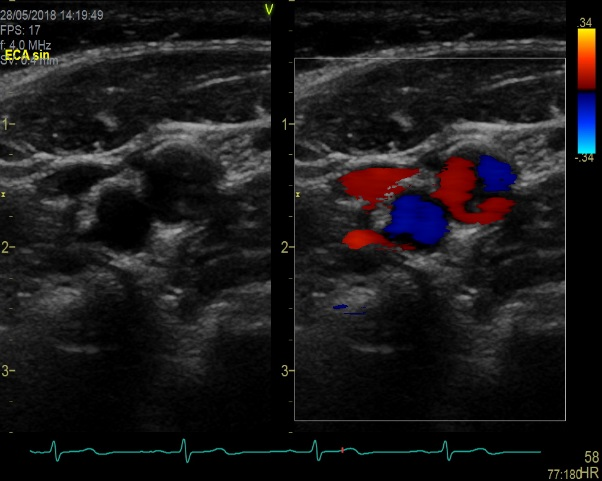 28/05/2018 14:19:49
FPS: 17
f: 4.0 MHz
ECA sin
V
.34
-.34
1
1
2
2
3
3
58
HR
77:180